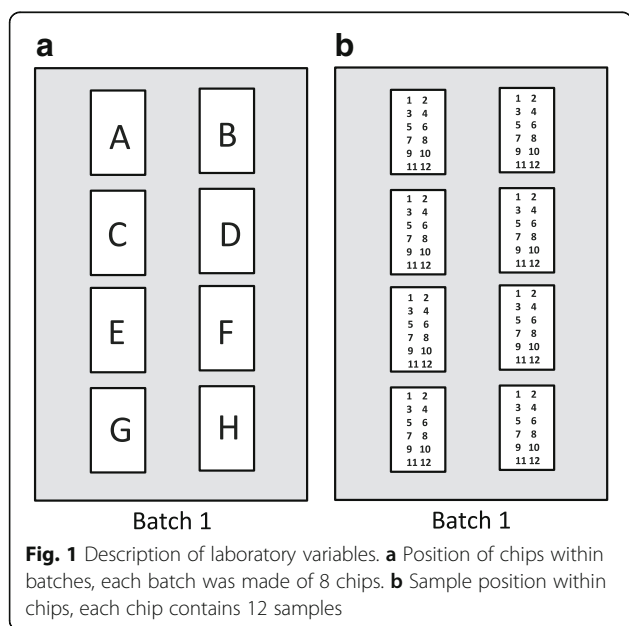 a
A B
C D
E F
G H
Batch 1
b
1 2 1 2
3 4 3 4
5 6 5 6
7 8 7 8
9 10 9 10
11 12 11 12
1 2 1 2
3 4 3 4
5 6 5 6
7 8 7 8
9 10 9 10
11 12 11 12
1 2 1 2
3 4 3 4
5 6 5 6
7 8 7 8
9 10 9 10
11 12 11 12
1 2 1 2
3 4 3 4
5 6 5 6
7 8 7 8
9 10 9 10
11 12 11 12
Batch 1
Fig. 1 Description of laboratory variables. a Position of chips within
batches, each batch was made of 8 chips. b Sample position within
chips, each chip contains 12 samples